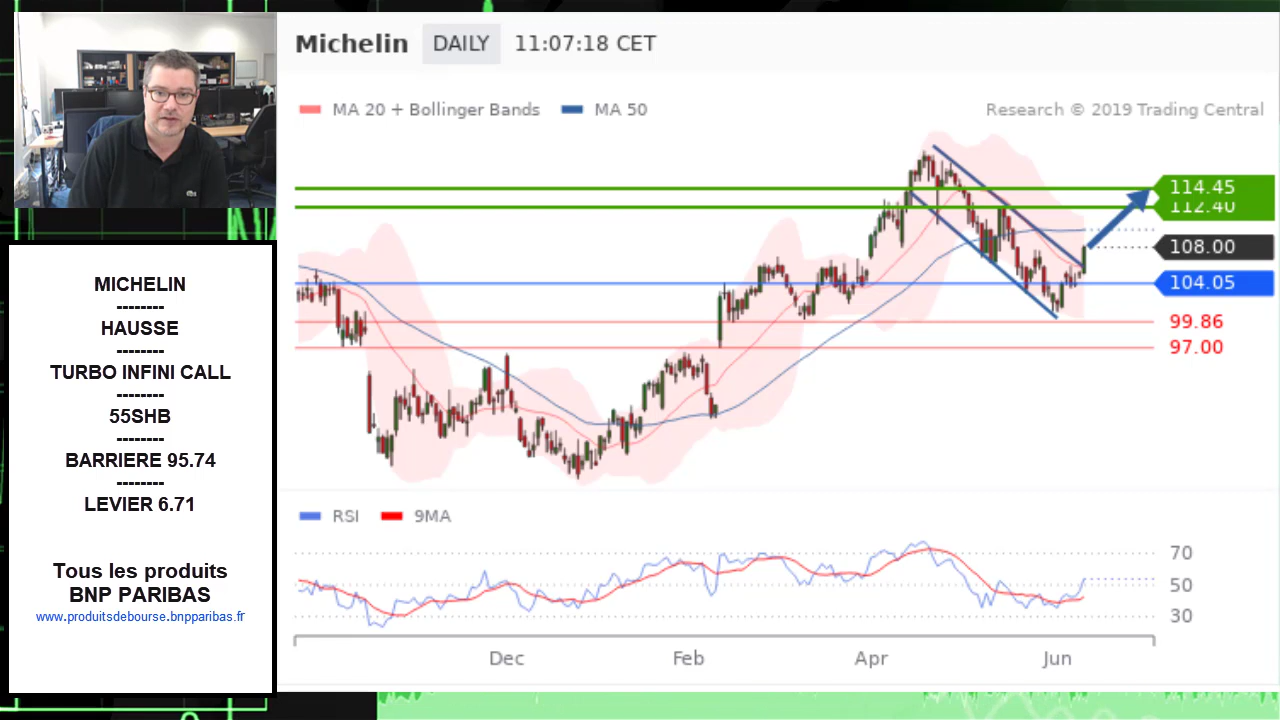 Michelin DAILY 11:07:18 CET
MA 20 + Bollinger Bands MA 50
Research © 2019 Trading Central
114.45
112.40
108.00
104.05
99.86
97.00
MICHELIN
--------
HAUSSE
--------
TURBO INFINI CALL
--------
55SHB
--------
BARRIERE 95.74
--------
LEVIER 6.71
Tous les produits
BNP PARIBAS
www.produitsdebourse.bnpparibas.fr
RSI 9MA
70
50
30
Dec Feb Apr Jun